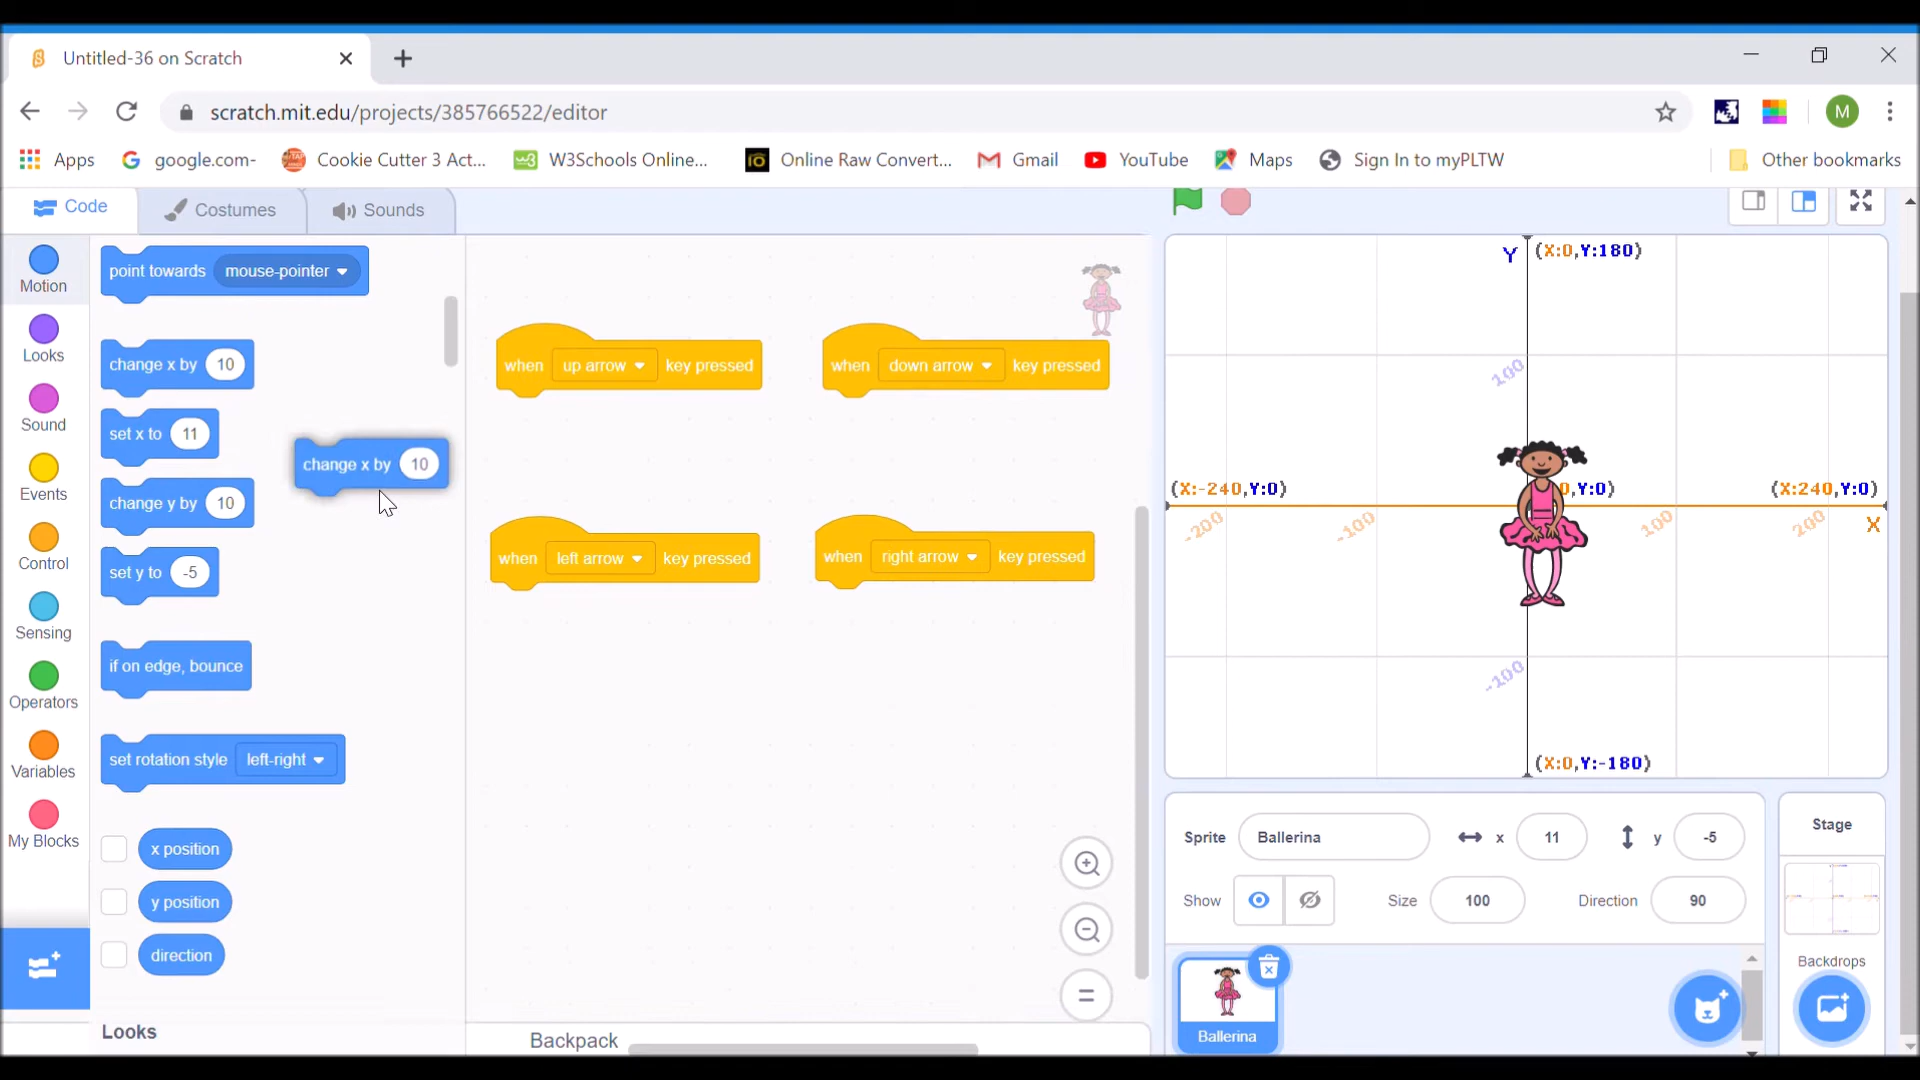 Untitled-36 on Scratch
scratch.mit.edu/projects/385766522/editor
M
Apps
google.com-
Cookie Cutter 3 Act...
W3Schools Online...
Online Raw Convert...
Gmail
YouTube
Maps
Sign In to myPLTW
Other bookmarks
Code
Costumes
Sounds
Motion
Looks
Sound
Events
Control
Sensing
Operators
Variables
My Blocks
point towards mouse-pointer
change x by 10
set x to 11
change y by 10
set y to -5
if on edge, bounce
set rotation style left-right
x position
y position
direction
Looks
change x by 10
when up arrow key pressed
when down arrow key pressed
when left arrow key pressed
when right arrow key pressed
Backpack
Y (X:0,Y:180)
100
(X:-240,Y:0)
0,Y:0)
(X:240,Y:0)
-200
-100
100
200
X
-100
(X:0,Y:-180)
Sprite Ballerina x 11 y -5
Show Size 100 Direction 90
Ballerina
Stage
Backdrops